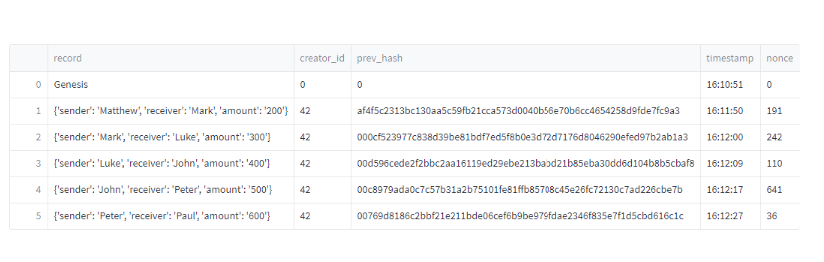 record creator_id prev_hash timestamp nonce
0 Genesis 0 0 16:10:51 0
1 {'sender': 'Matthew', 'receiver': 'Mark', 'amount': '200'} 42 af4f5c2313bc130aa5c59fb21cca573d0040b56e70b6cc4654258d9fde7fc9a3 16:11:50 191
2 {'sender': 'Mark', 'receiver': 'Luke', 'amount': '300'} 42 000cf523977c838d39be81bdf7ed5f8b0e3d72d7176d8046290efed97b2ab1a3 16:12:00 242
3 {'sender': 'Luke', 'receiver': 'John', 'amount': '400'} 42 00d596cede2f2bbc2aa16119ed29ebe213babd21b85eba30dd6d104b8b5cbaf8 16:12:09 110
4 {'sender': 'John', 'receiver': 'Peter', 'amount': '500'} 42 00c8979ada0c7c57b31a2b75101fe81ffb85708c45e26fc72130c7ad226cbe7b 16:12:17 641
5 {'sender': 'Peter', 'receiver': 'Paul', 'amount': '600'} 42 00769d8186c2bbf21e211bde06cef6b9be979fdae2346f835e7f1d5cbd616c1c 16:12:27 36